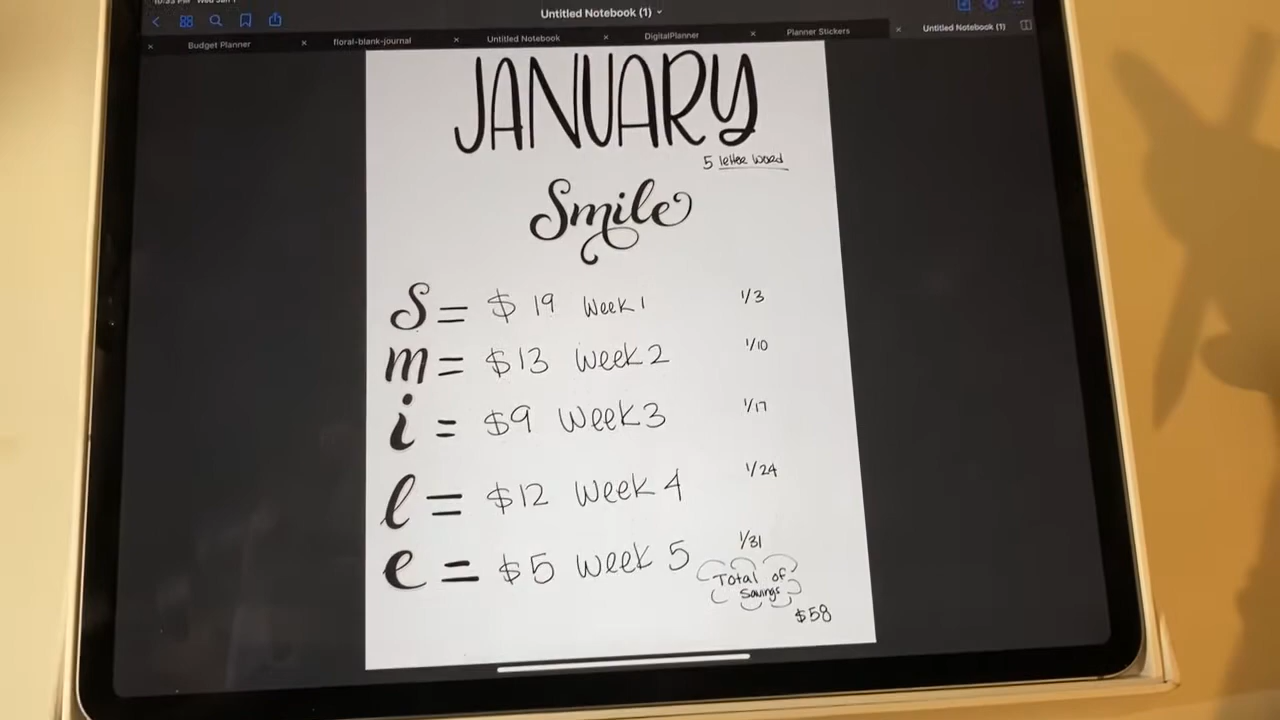 Untitled Notebook (1)
Budget Planner
floral-blank-journal
Untitled Notebook
DigitalPlanner
Planner Stickers
Untitled Notebook (1)
JANUARY
5 letter word
Smile
S = $ 19 Week 1 1/3
m = $13 Week 2 1/10
i = $9 Week 3 1/17
l = $12 Week 4 1/24
e = $5 Week 5 1/31
Total of
Savings
$58